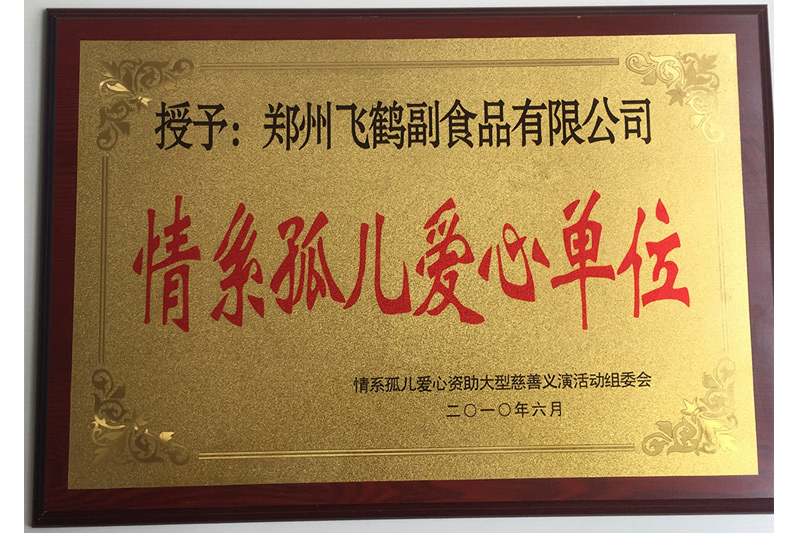 授予：郑州飞鹤副食品有限公司
情系孤儿爱心单位
情系孤儿爱心资助大型慈善义演活动组委会
二〇一〇年六月